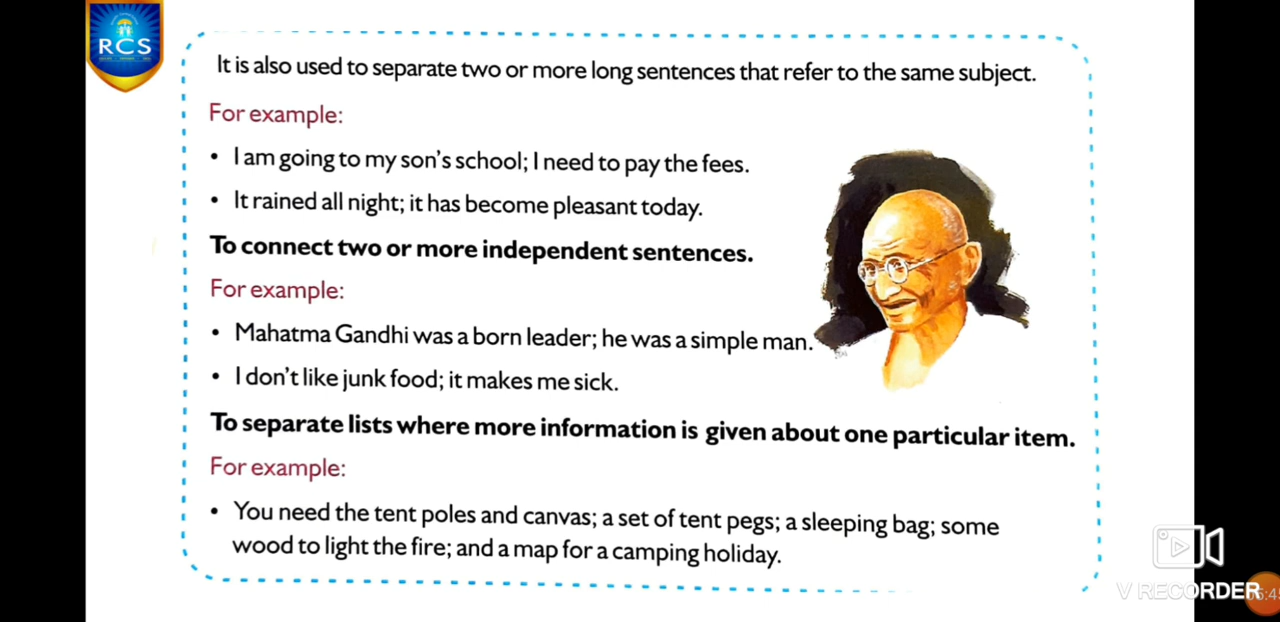 RCS
It is also used to separate two or more long sentences that refer to the same subject.
For example:
• I am going to my son's school; I need to pay the fees.
• It rained all night; it has become pleasant today.
To connect two or more independent sentences.
For example:
• Mahatma Gandhi was a born leader; he was a simple man.
• I don't like junk food; it makes me sick.
To separate lists where more information is given about one particular item.
For example:
• You need the tent poles and canvas; a set of tent pegs; a sleeping bag; some
wood to light the fire; and a map for a camping holiday.
V RECORDER